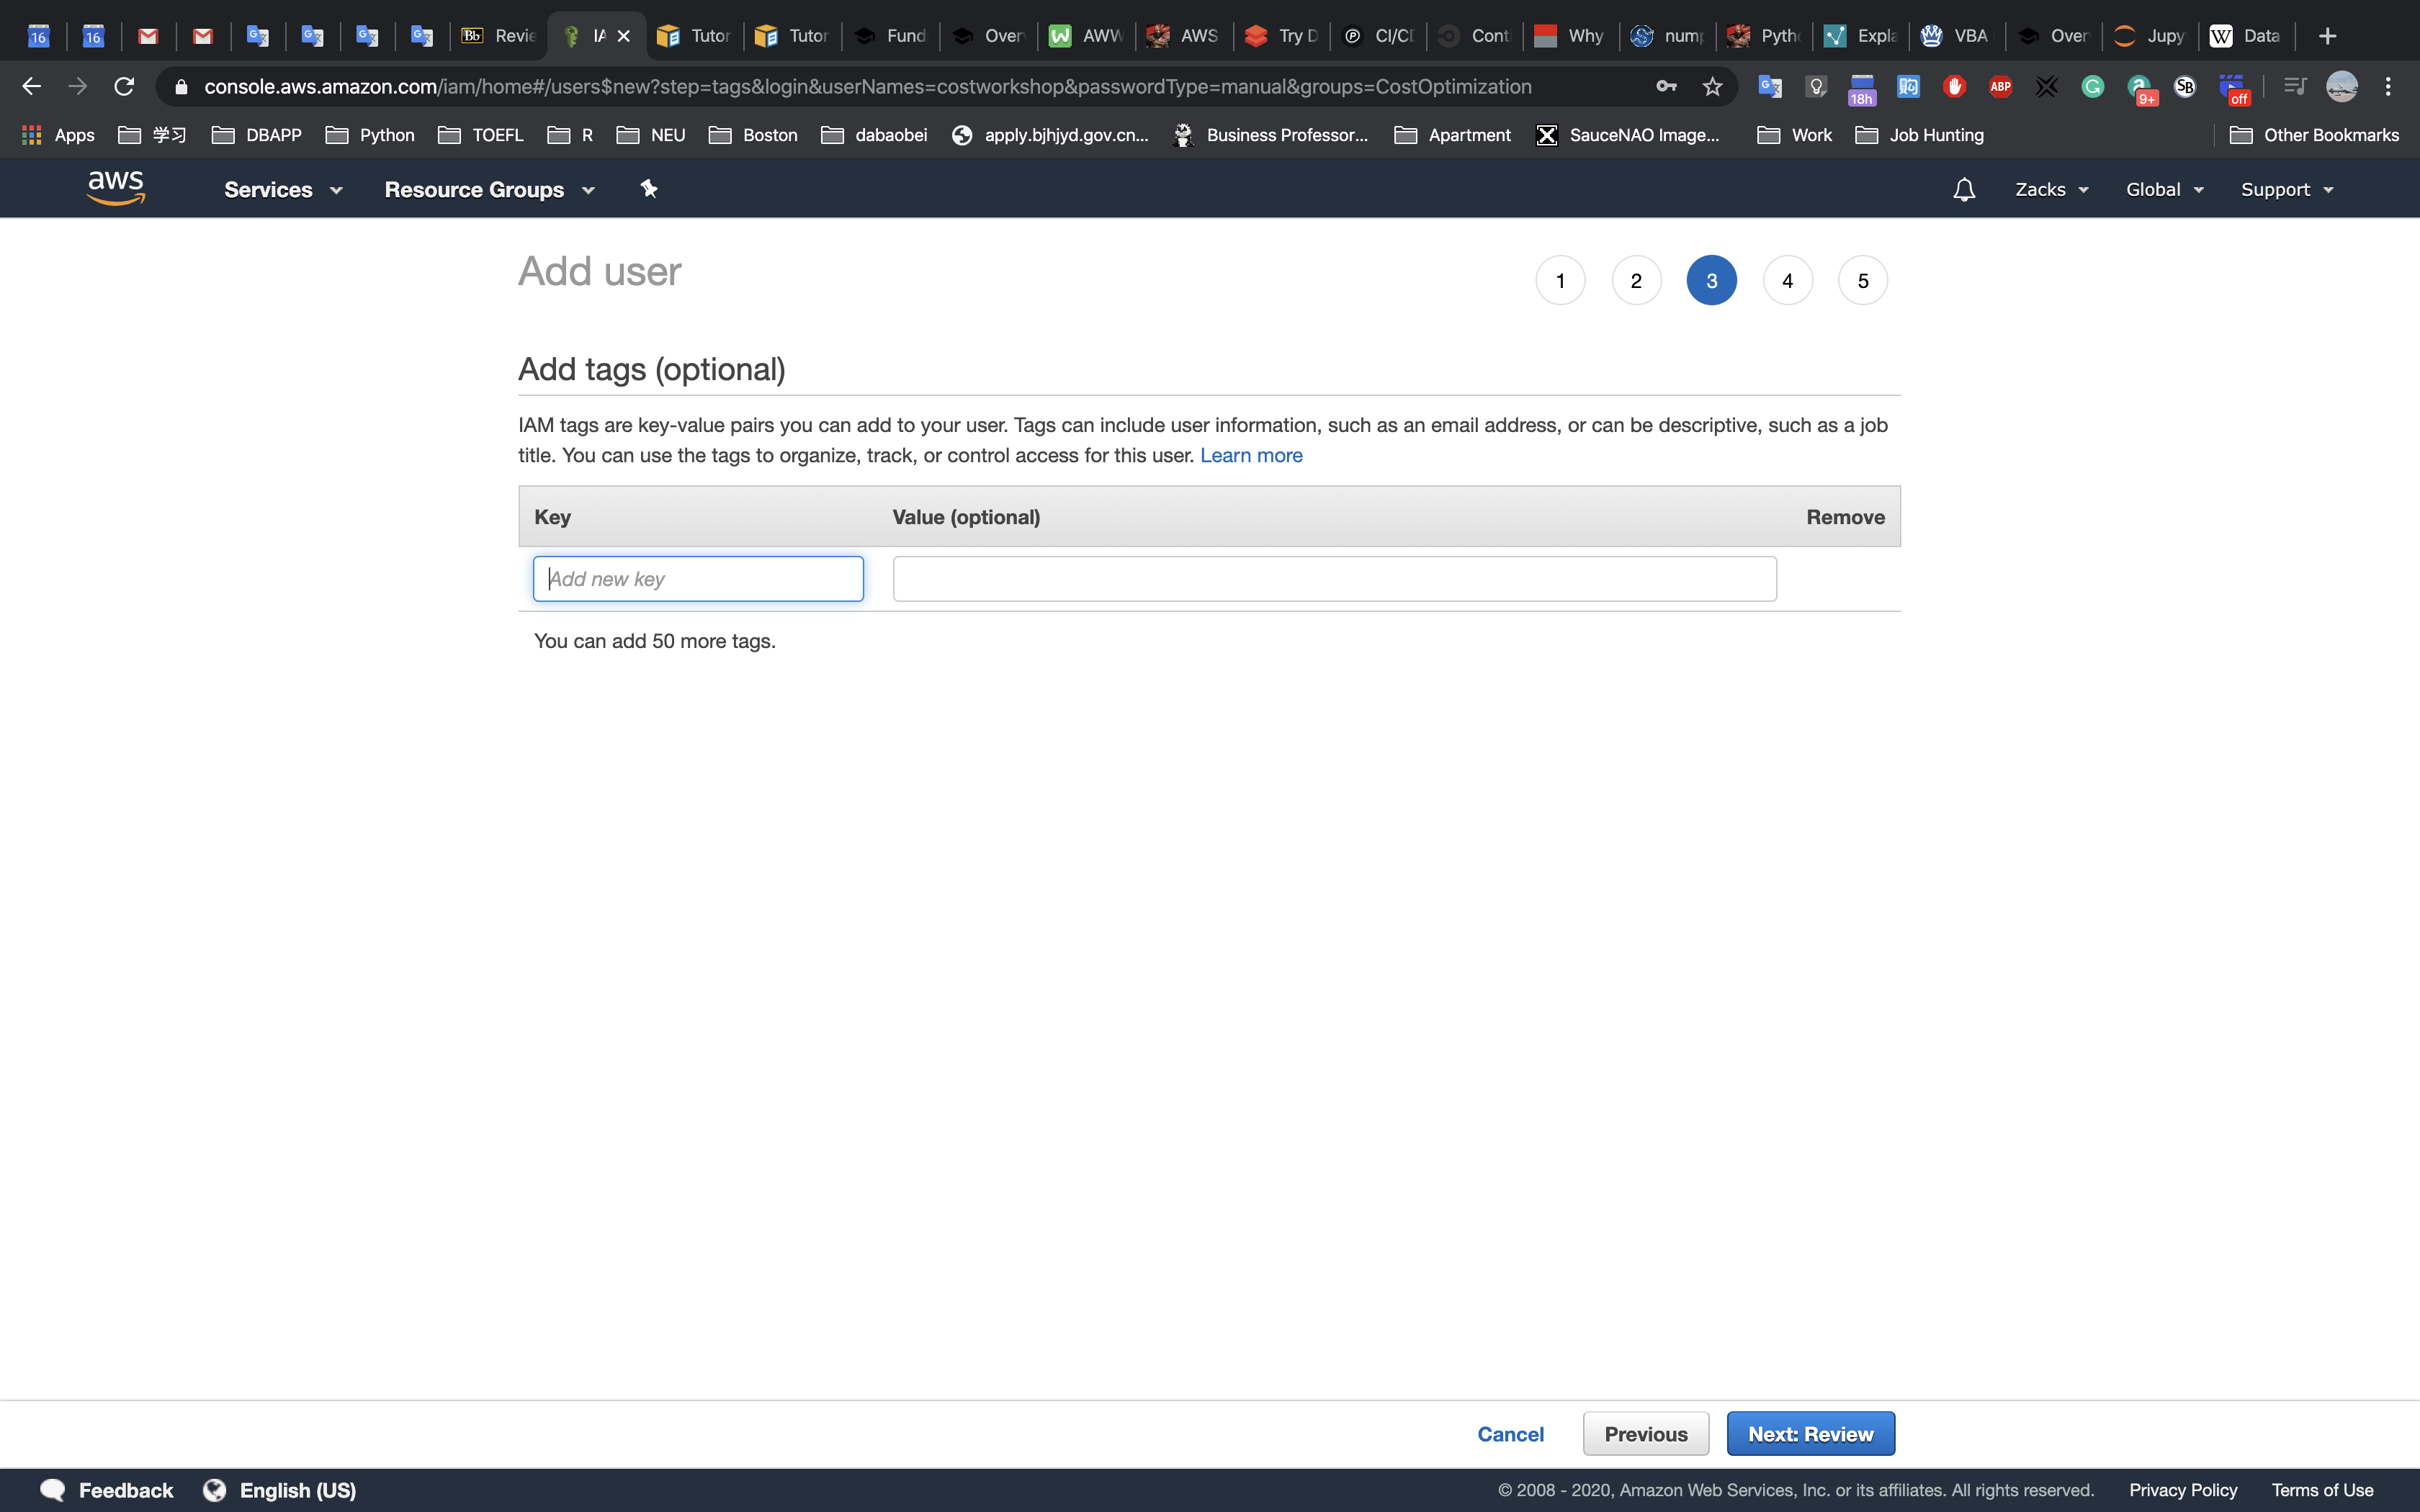 16 16 Bb Revie IA Tutor Tutor Fund Over AWW AWS Try D CI/CD Cont Why nump Pytho Expla VBA Over Jupy W Data
console.aws.amazon.com/iam/home#/users$new?step=tags&login&userNames=costworkshop&passwordType=manual&groups=CostOptimization 18h ABP 9+ SB off
Apps 学习 DBAPP Python TOEFL R NEU Boston dabaobei apply.bjhjyd.gov.cn... Business Professor... Apartment SauceNAO Image... Work Job Hunting Other Bookmarks
aws Services Resource Groups Zacks Global Support
Add user 1 2 3 4 5
Add tags (optional)
IAM tags are key-value pairs you can add to your user. Tags can include user information, such as an email address, or can be descriptive, such as a job
title. You can use the tags to organize, track, or control access for this user. Learn more
Key Value (optional) Remove
Add new key
You can add 50 more tags.
Cancel Previous Next: Review
Feedback English (US) © 2008 - 2020, Amazon Web Services, Inc. or its affiliates. All rights reserved. Privacy Policy Terms of Use